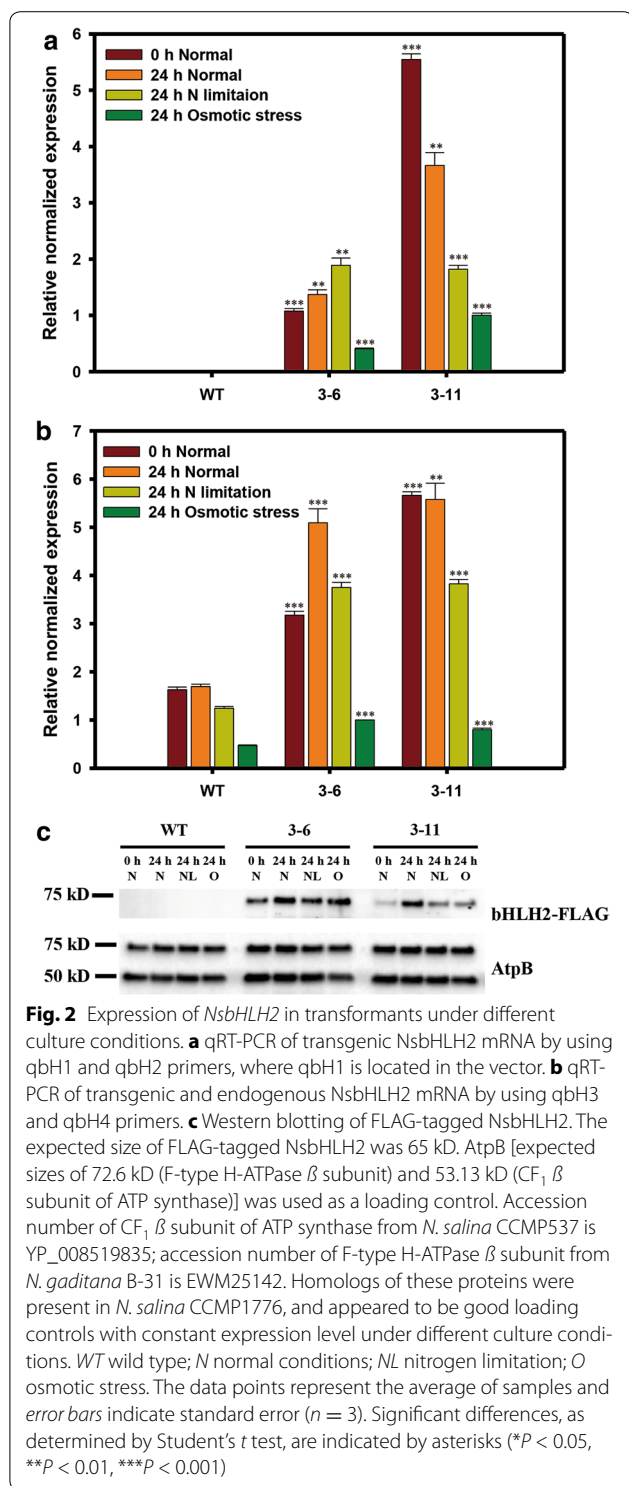 a
6
5
4
3
2
1
0
Relative normalized expression
0 h Normal
24 h Normal
24 h N limitaion
24 h Osmotic stress
*** ** ** ***
*** ** *** ***
WT 3-6 3-11
b
7
6
5
4
3
2
1
0
Relative normalized expression
0 h Normal
24 h Normal
24 h N limitation
24 h Osmotic stress
*** *** *** ***
*** ** *** ***
WT 3-6 3-11
c
WT 3-6 3-11
0 h 24 h 24 h 24 h 0 h 24 h 24 h 24 h 0 h 24 h 24 h 24 h
N N NL O N N NL O N N NL O
75 kD
bHLH2-FLAG
75 kD
50 kD
AtpB
Fig. 2 Expression of NsbHLH2 in transformants under different
culture conditions. a qRT-PCR of transgenic NsbHLH2 mRNA by using
qbH1 and qbH2 primers, where qbH1 is located in the vector. b qRT-
PCR of transgenic and endogenous NsbHLH2 mRNA by using qbH3
and qbH4 primers. c Western blotting of FLAG-tagged NsbHLH2. The
expected size of FLAG-tagged NsbHLH2 was 65 kD. AtpB [expected
sizes of 72.6 kD (F-type H-ATPase ß subunit) and 53.13 kD (CF₁ ß
subunit of ATP synthase)] was used as a loading control. Accession
number of CF₁ ß subunit of ATP synthase from N. salina CCMP537 is
YP_008519835; accession number of F-type H-ATPase ß subunit from
N. gaditana B-31 is EWM25142. Homologs of these proteins were
present in N. salina CCMP1776, and appeared to be good loading
controls with constant expression level under different culture condi-
tions. WT wild type; N normal conditions; NL nitrogen limitation; O
osmotic stress. The data points represent the average of samples and
error bars indicate standard error (n = 3). Significant differences, as
determined by Student's t test, are indicated by asterisks (*P < 0.05,
**P < 0.01, ***P < 0.001)